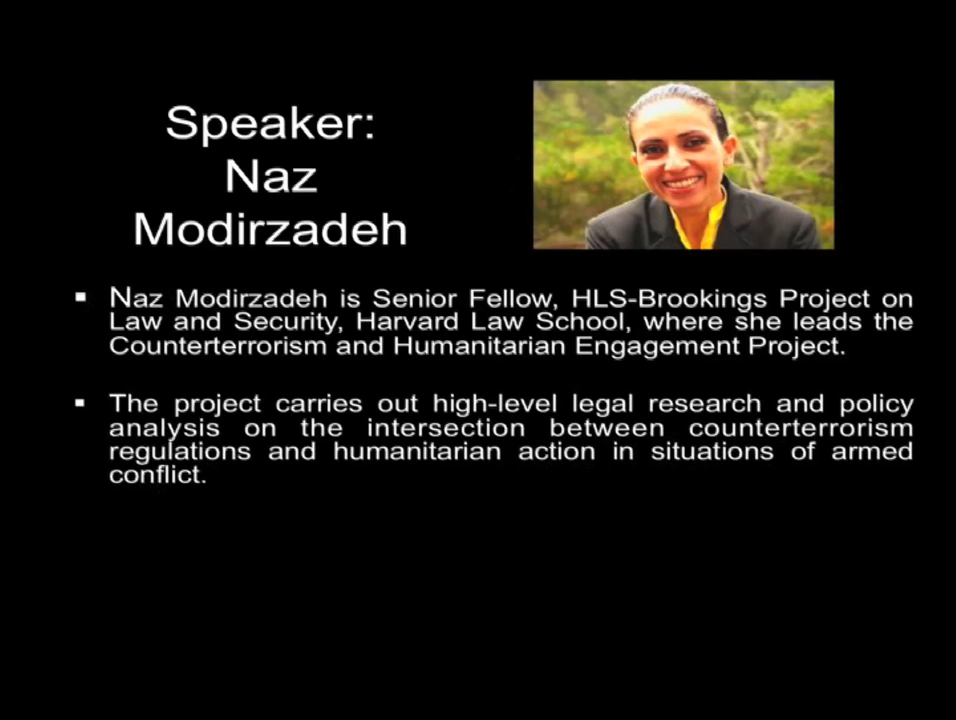 Speaker:
Naz
Modirzadeh
▪ Naz Modirzadeh is Senior Fellow, HLS-Brookings Project on
Law and Security, Harvard Law School, where she leads the
Counterterrorism and Humanitarian Engagement Project.
▪ The project carries out high-level legal research and policy
analysis on the intersection between counterterrorism
regulations and humanitarian action in situations of armed
conflict.